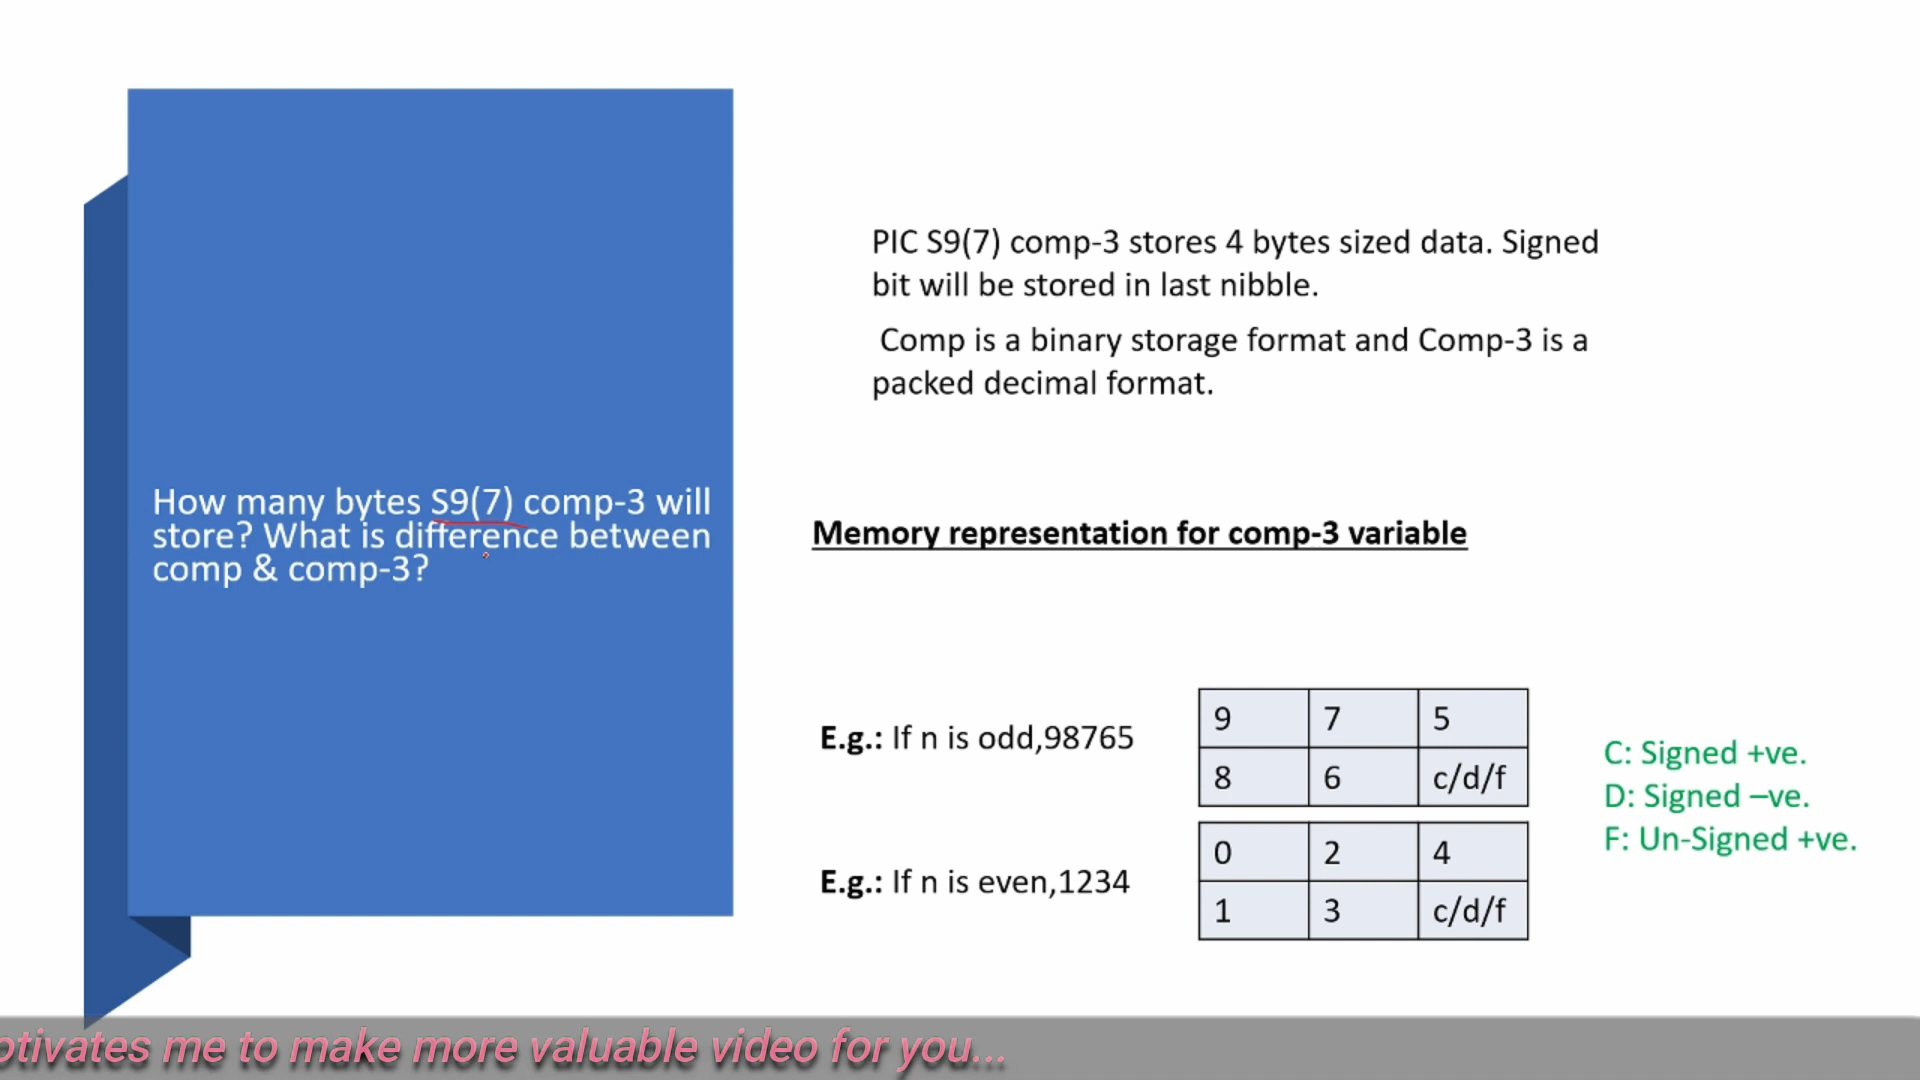 How many bytes S9(7) comp-3 will
store? What is difference between
comp & comp-3?
PIC S9(7) comp-3 stores 4 bytes sized data. Signed
bit will be stored in last nibble.
Comp is a binary storage format and Comp-3 is a
packed decimal format.
Memory representation for comp-3 variable
E.g.: If n is odd,98765
9 7 5
8 6 c/d/f
E.g.: If n is even,1234
0 2 4
1 3 c/d/f
C: Signed +ve.
D: Signed –ve.
F: Un-Signed +ve.
otivates me to make more valuable video for you...